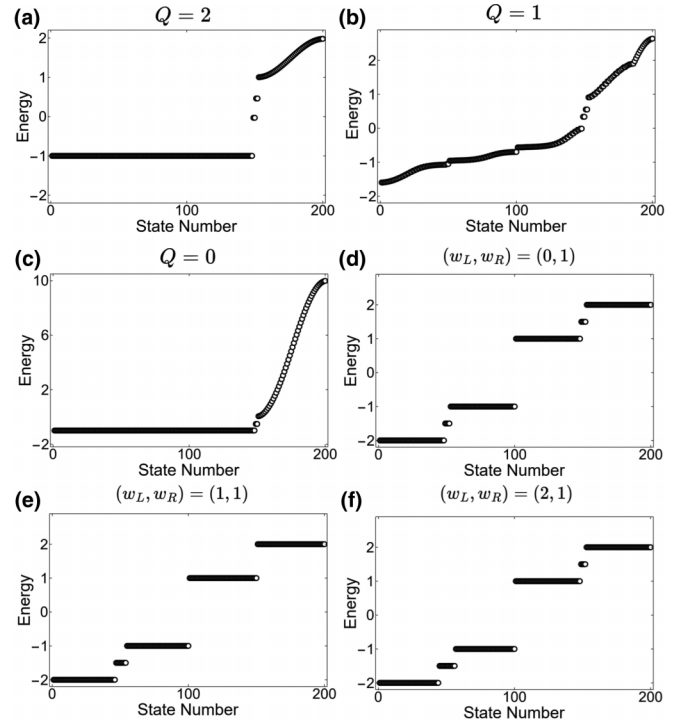 (a) Q = 2
2
1
0
−1
−2
Energy
0 100 200
State Number
(b) Q = 1
2
1
0
−1
−2
Energy
0 100 200
State Number
(c) Q = 0
10
6
2
−2
Energy
0 100 200
State Number
(d) (w_L, w_R) = (0, 1)
2
1
0
−1
−2
Energy
0 100 200
State Number
(e) (w_L, w_R) = (1, 1)
2
1
0
−1
−2
Energy
0 100 200
State Number
(f) (w_L, w_R) = (2, 1)
2
1
0
−1
−2
Energy
0 100 200
State Number